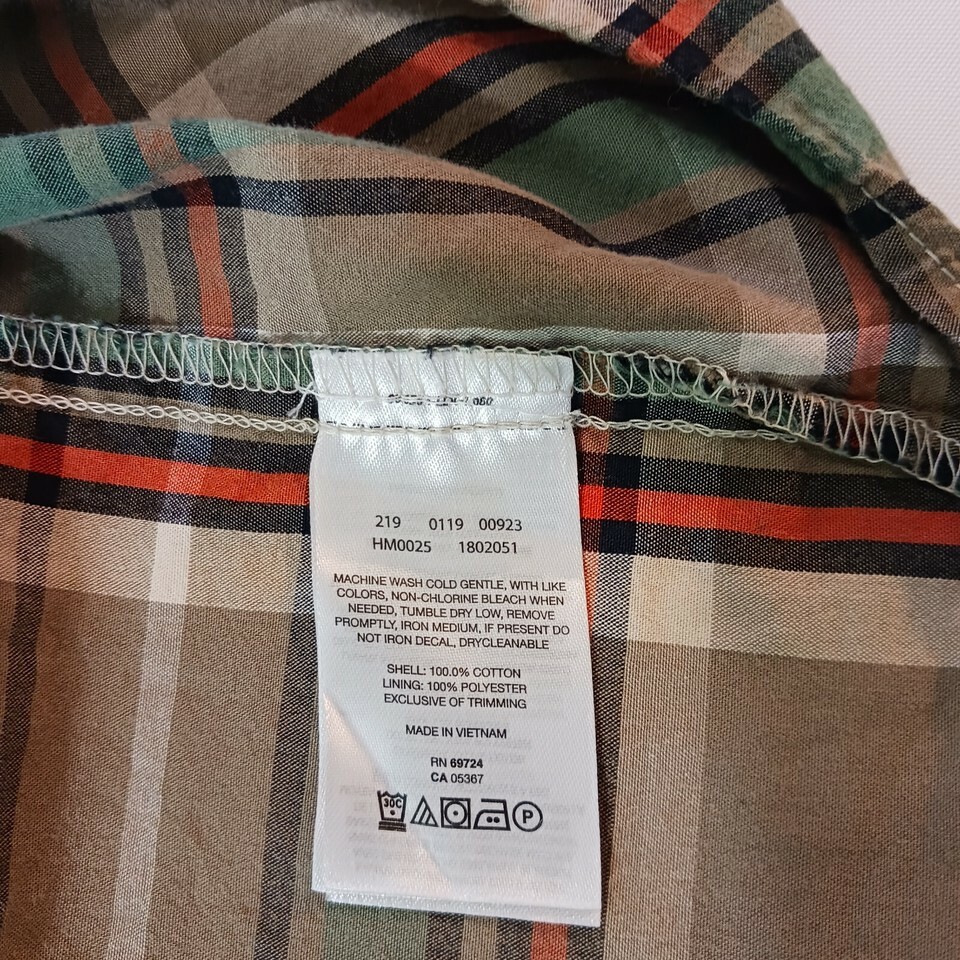 219 0119 00923
HM0025 1802051
MACHINE WASH COLD GENTLE, WITH LIKE
COLORS, NON-CHLORINE BLEACH WHEN
NEEDED, TUMBLE DRY LOW, REMOVE
PROMPTLY, IRON MEDIUM, IF PRESENT DO
NOT IRON DECAL, DRYCLEANABLE
SHELL: 100.0% COTTON
LINING: 100% POLYESTER
EXCLUSIVE OF TRIMMING
MADE IN VIETNAM
RN 69724
CA 05367
30C P